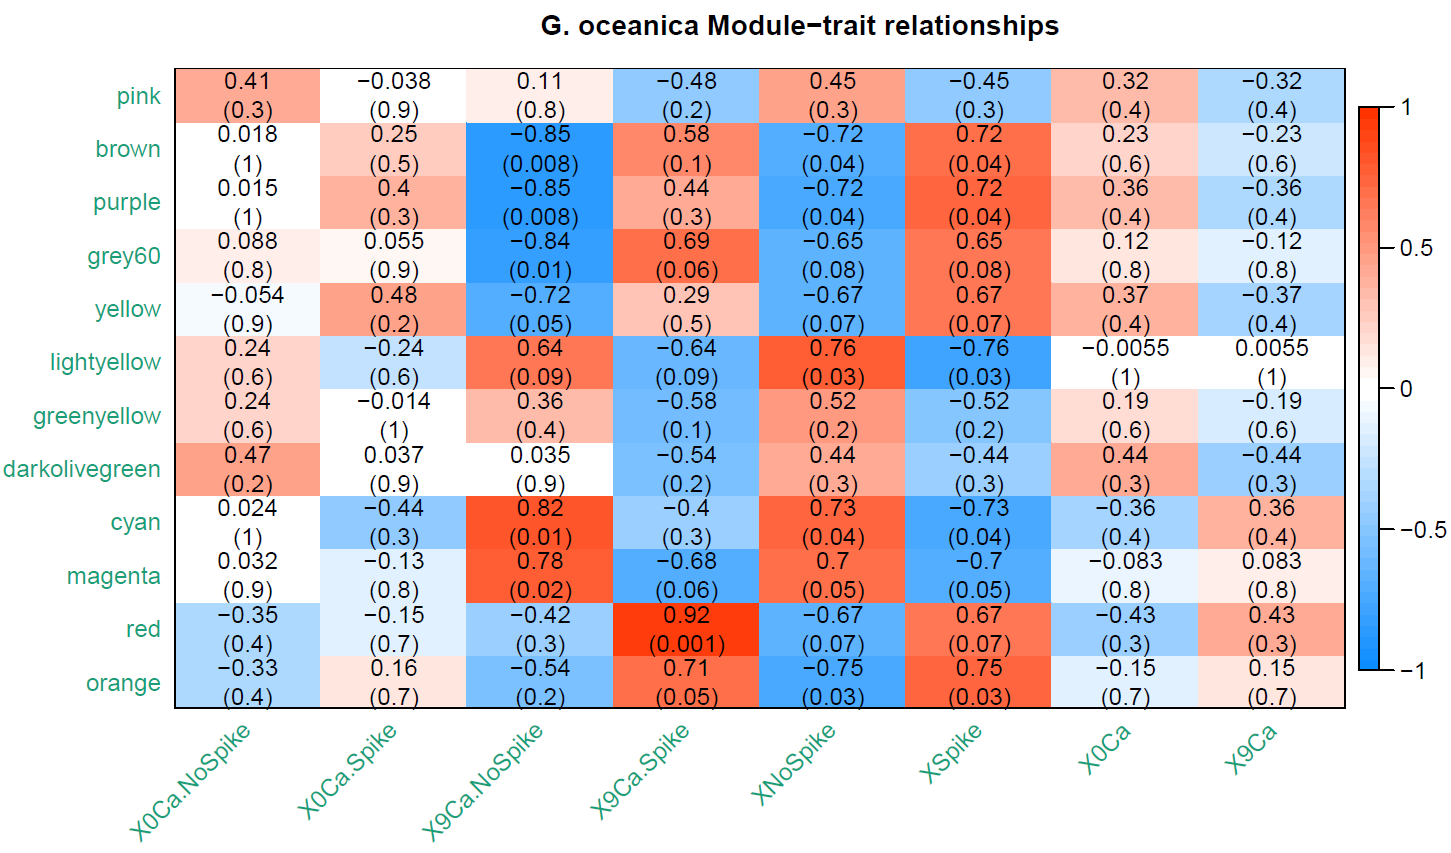 G. oceanica Module−trait relationships
pink 0.41 −0.038 0.11 −0.48 0.45 −0.45 0.32 −0.32
(0.3) (0.9) (0.8) (0.2) (0.3) (0.3) (0.4) (0.4)
brown 0.018 0.25 −0.85 0.58 −0.72 0.72 0.23 −0.23
(1) (0.5) (0.008) (0.1) (0.04) (0.04) (0.6) (0.6)
purple 0.015 0.4 −0.85 0.44 −0.72 0.72 0.36 −0.36
(1) (0.3) (0.008) (0.3) (0.04) (0.04) (0.4) (0.4)
grey60 0.088 0.055 −0.84 0.69 −0.65 0.65 0.12 −0.12
(0.8) (0.9) (0.01) (0.06) (0.08) (0.08) (0.8) (0.8)
yellow −0.054 0.48 −0.72 0.29 −0.67 0.67 0.37 −0.37
(0.9) (0.2) (0.05) (0.5) (0.07) (0.07) (0.4) (0.4)
lightyellow 0.24 −0.24 0.64 −0.64 0.76 −0.76 −0.0055 0.0055
(0.6) (0.6) (0.09) (0.09) (0.03) (0.03) (1) (1)
greenyellow 0.24 −0.014 0.36 −0.58 0.52 −0.52 0.19 −0.19
(0.6) (1) (0.4) (0.1) (0.2) (0.2) (0.6) (0.6)
darkolivegreen 0.47 0.037 0.035 −0.54 0.44 −0.44 0.44 −0.44
(0.2) (0.9) (0.9) (0.2) (0.3) (0.3) (0.3) (0.3)
cyan 0.024 −0.44 0.82 −0.4 0.73 −0.73 −0.36 0.36
(1) (0.3) (0.01) (0.3) (0.04) (0.04) (0.4) (0.4)
magenta 0.032 −0.13 0.78 −0.68 0.7 −0.7 −0.083 0.083
(0.9) (0.8) (0.02) (0.06) (0.05) (0.05) (0.8) (0.8)
red −0.35 −0.15 −0.42 0.92 −0.67 0.67 −0.43 0.43
(0.4) (0.7) (0.3) (0.001) (0.07) (0.07) (0.3) (0.3)
orange −0.33 0.16 −0.54 0.71 −0.75 0.75 −0.15 0.15
(0.4) (0.7) (0.2) (0.05) (0.03) (0.03) (0.7) (0.7)
X0Ca.NoSpike X0Ca.Spike X9Ca.NoSpike X9Ca.Spike XNoSpike XSpike X0Ca X9Ca
1
0.5
0
−0.5
−1